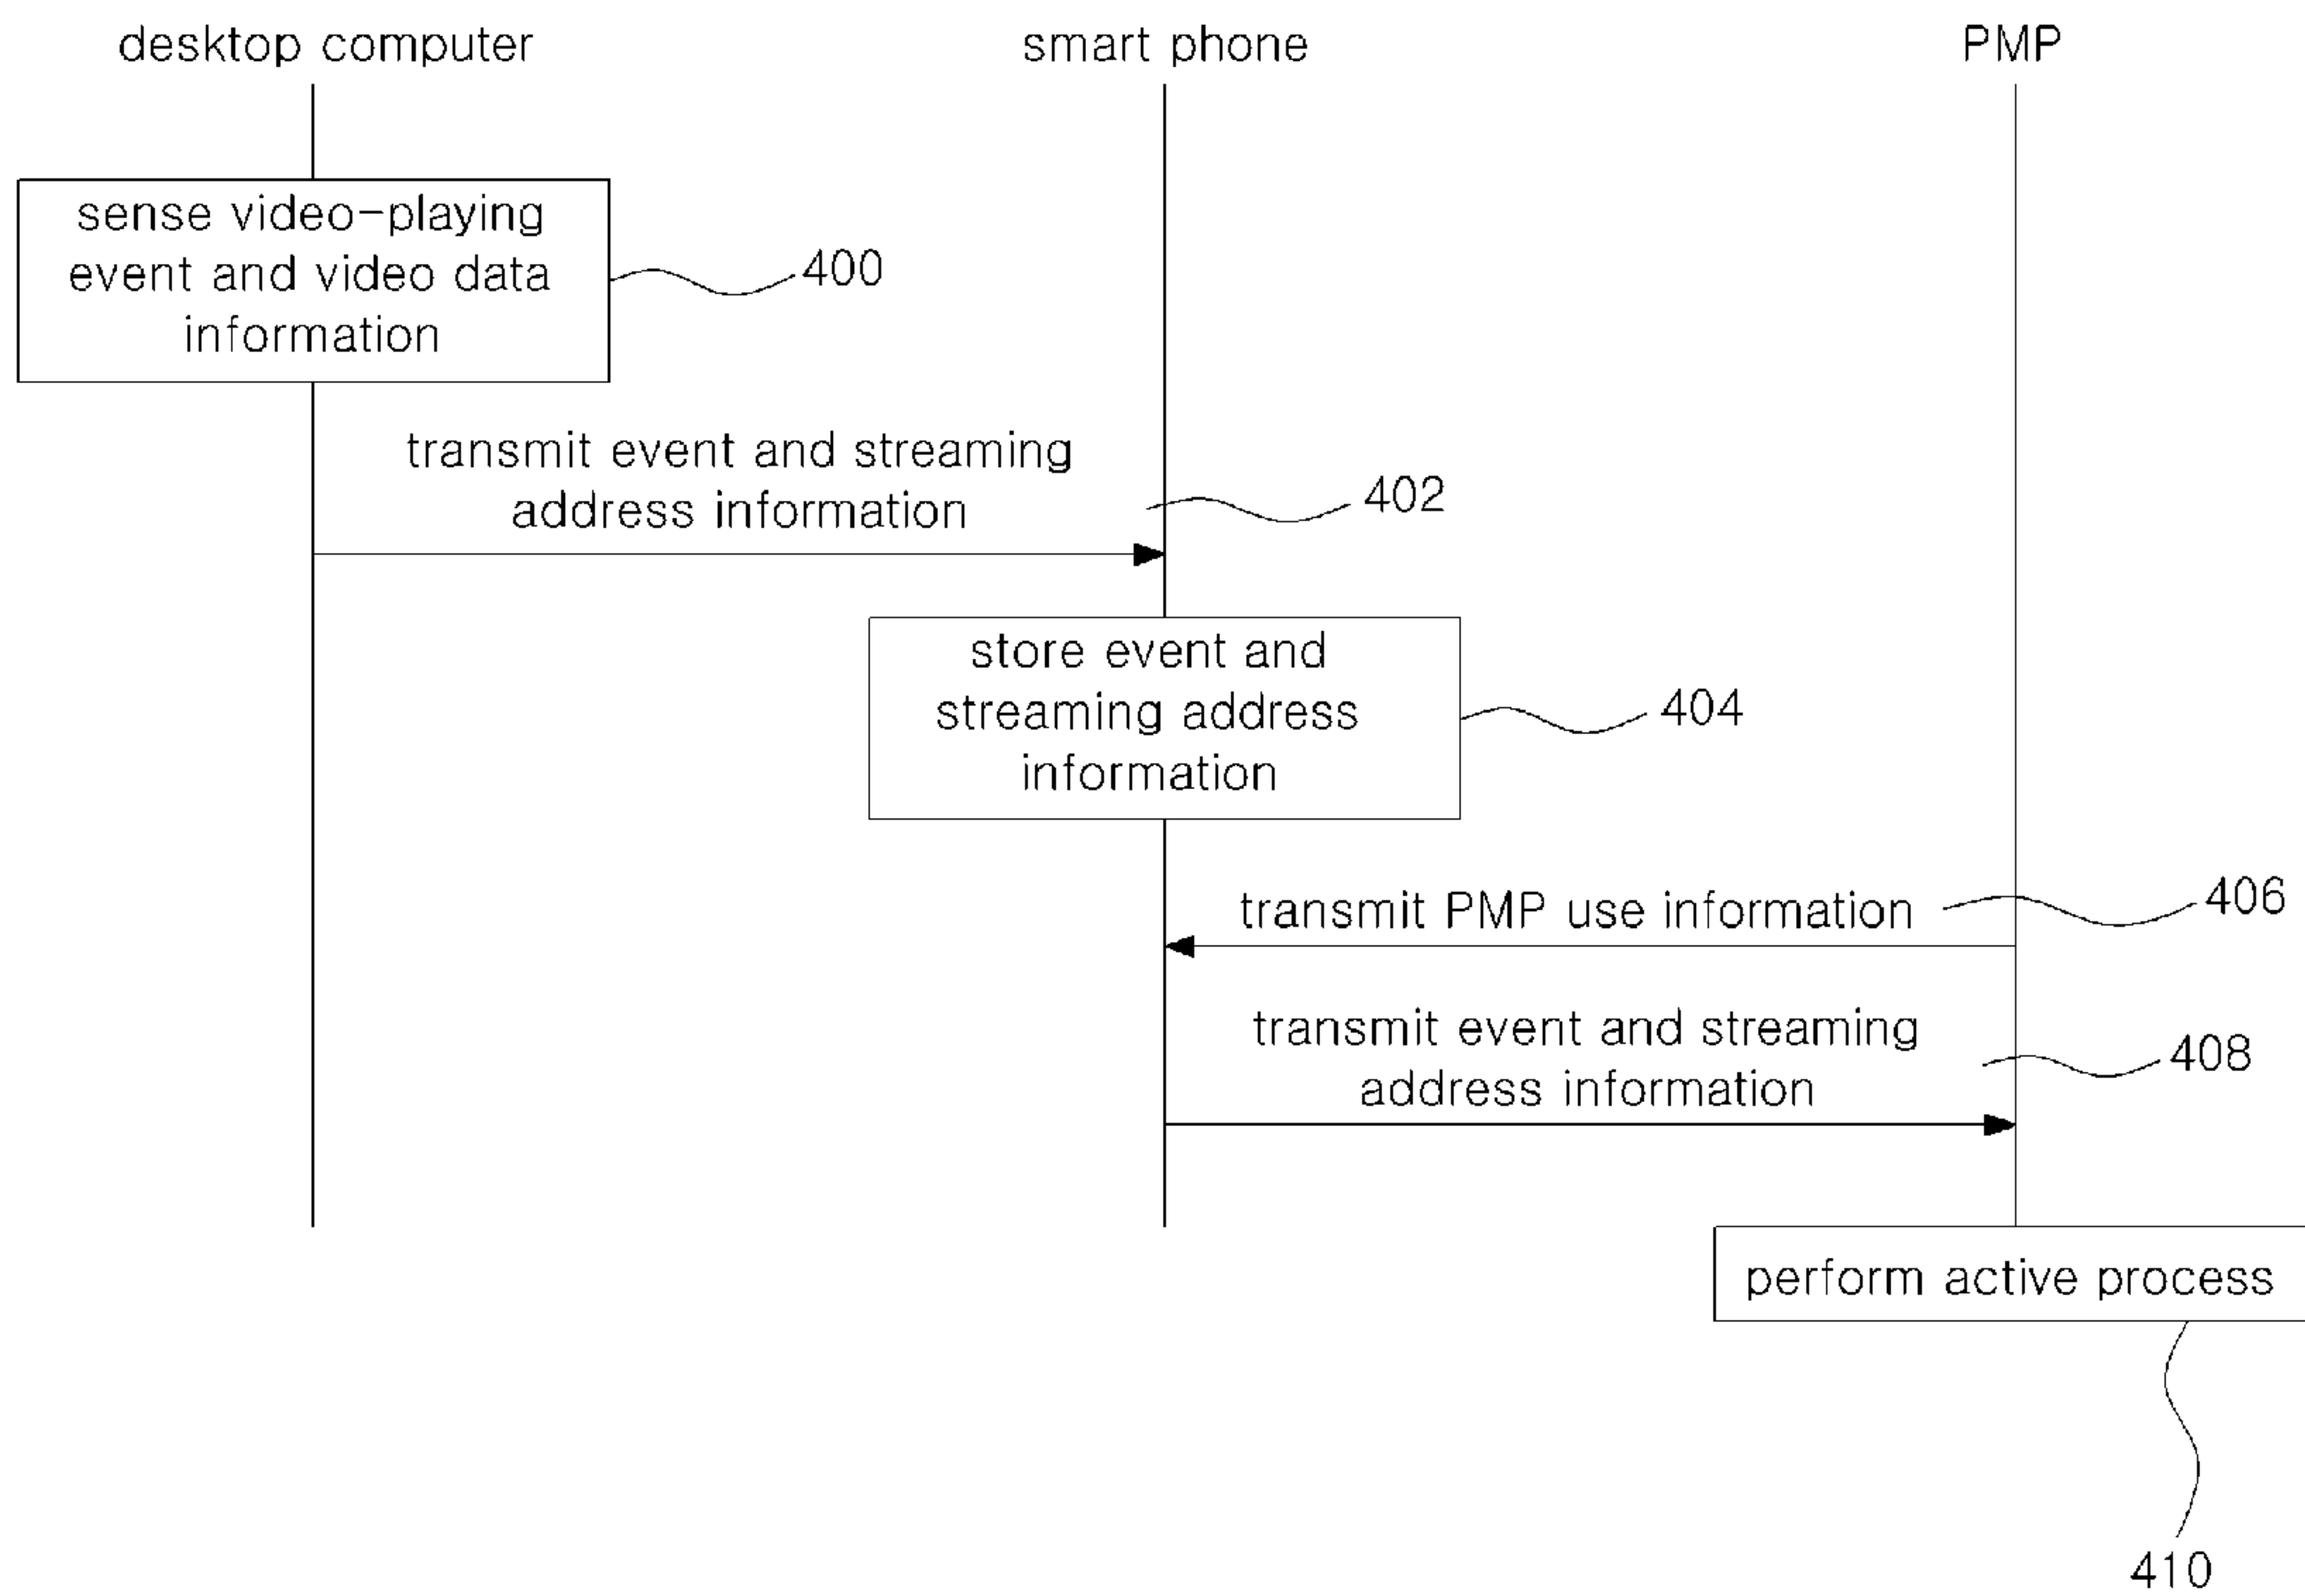 desktop computer
smart phone
PMP
sense video-playing
event and video data
information
400
transmit event and streaming
address information
402
store event and
streaming address
information
404
transmit PMP use information
406
transmit event and streaming
address information
408
perform active process
410